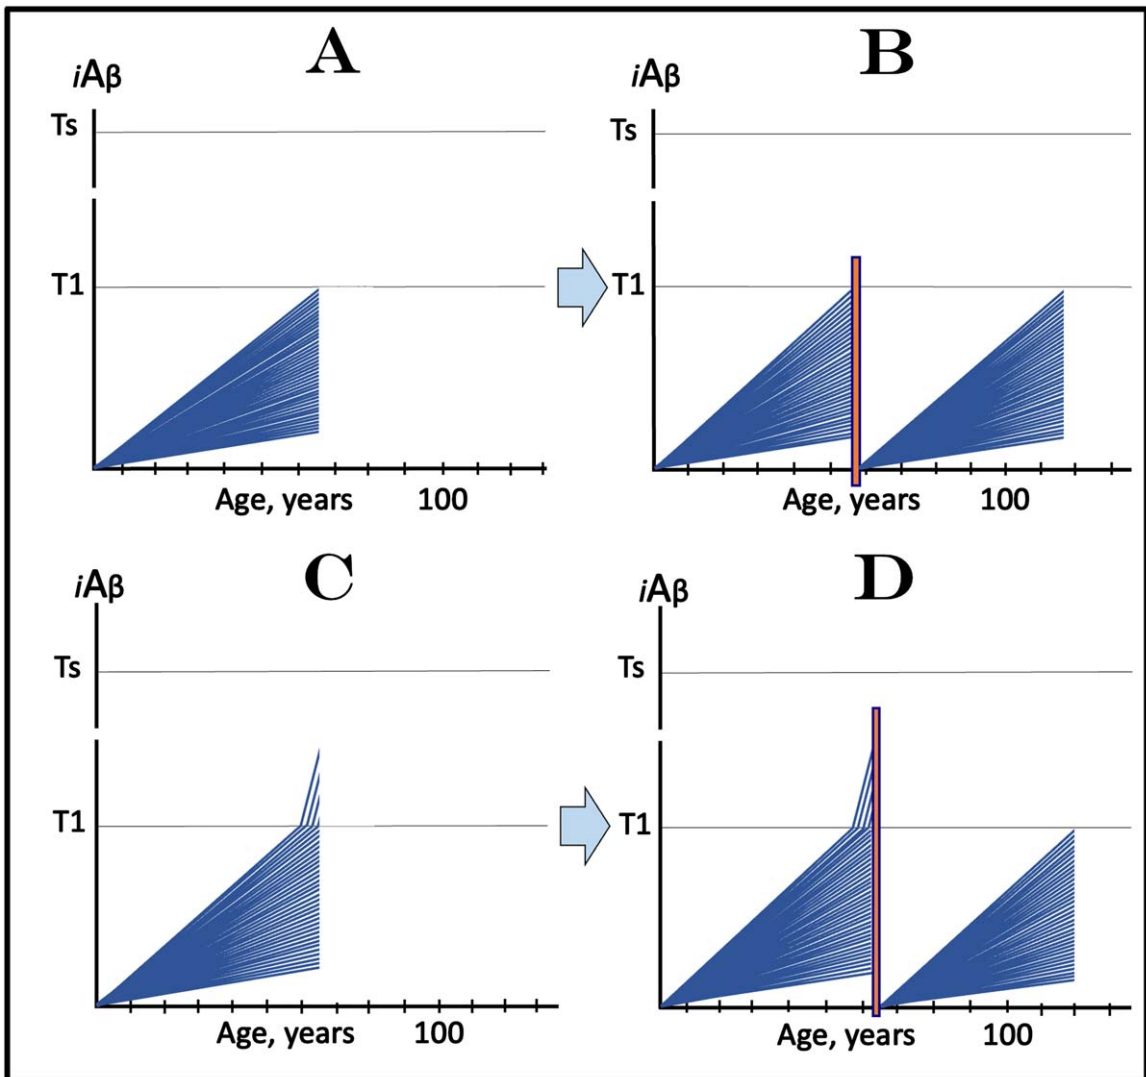 A
iAβ
Ts
T1
Age, years 100
B
iAβ
Ts
T1
Age, years 100
C
iAβ
Ts
T1
Age, years 100
D
iAβ
Ts
T1
Age, years 100